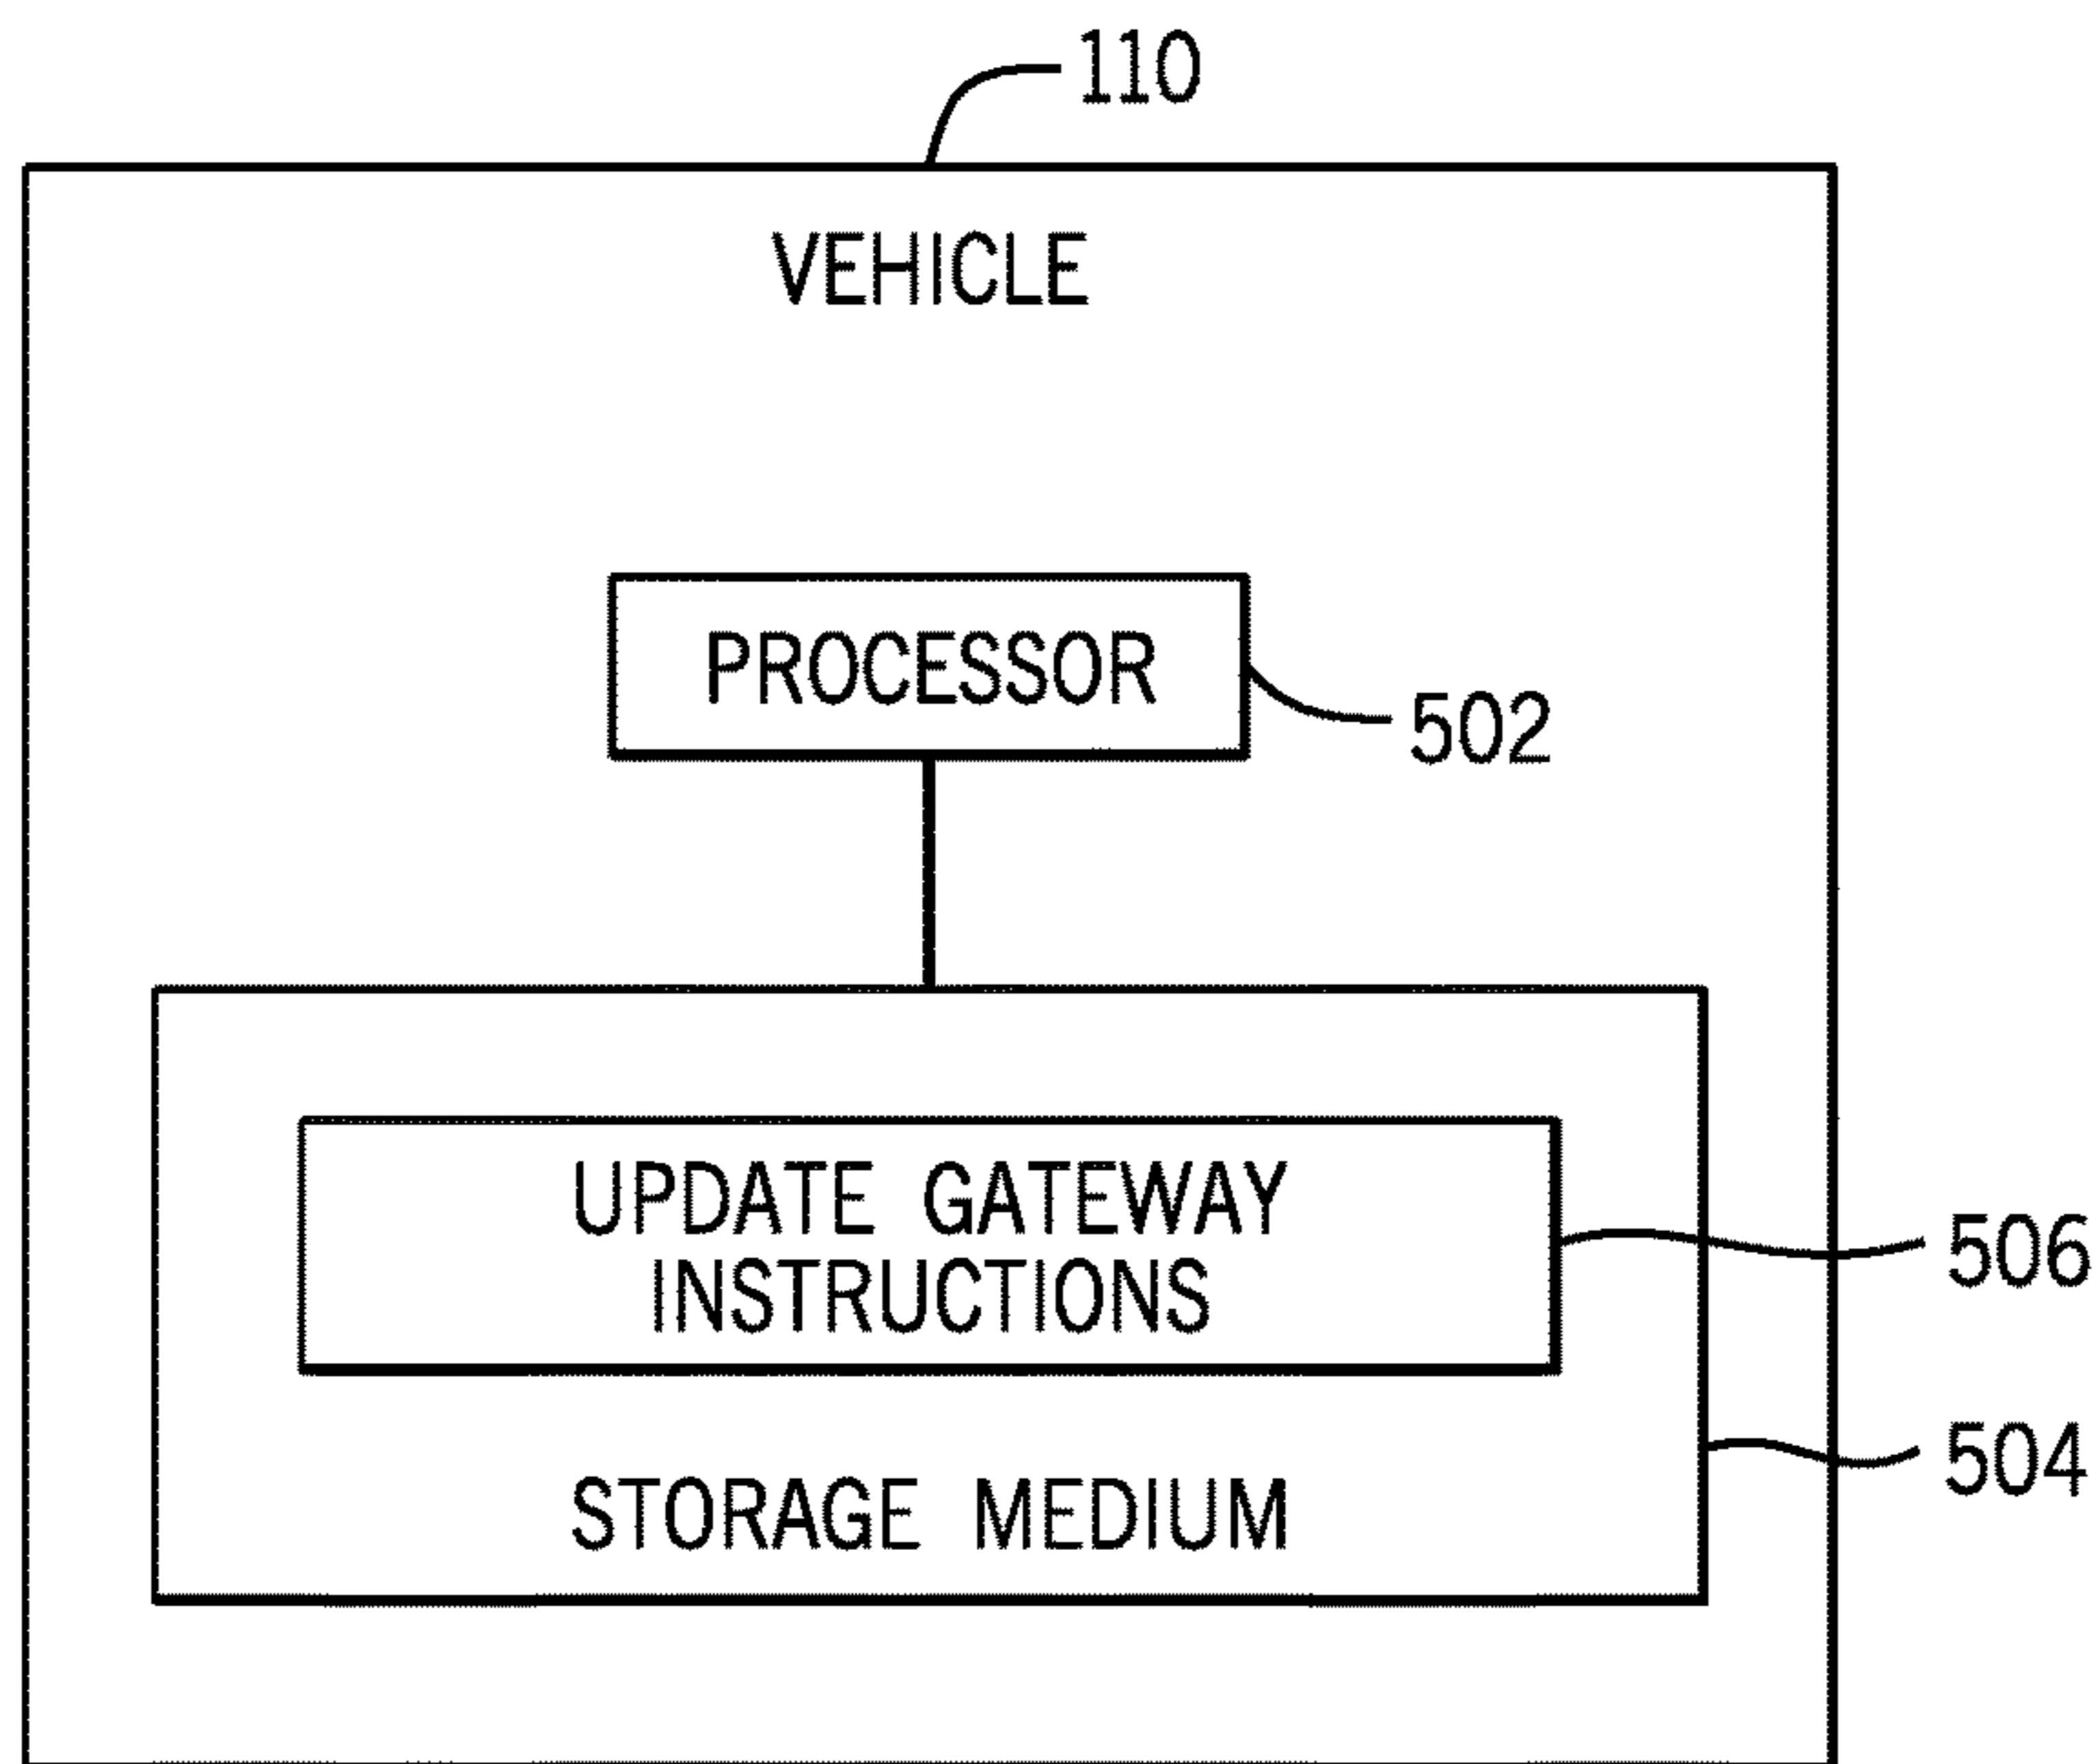 110
VEHICLE
PROCESSOR
502
UPDATE GATEWAY
INSTRUCTIONS
506
504
STORAGE MEDIUM